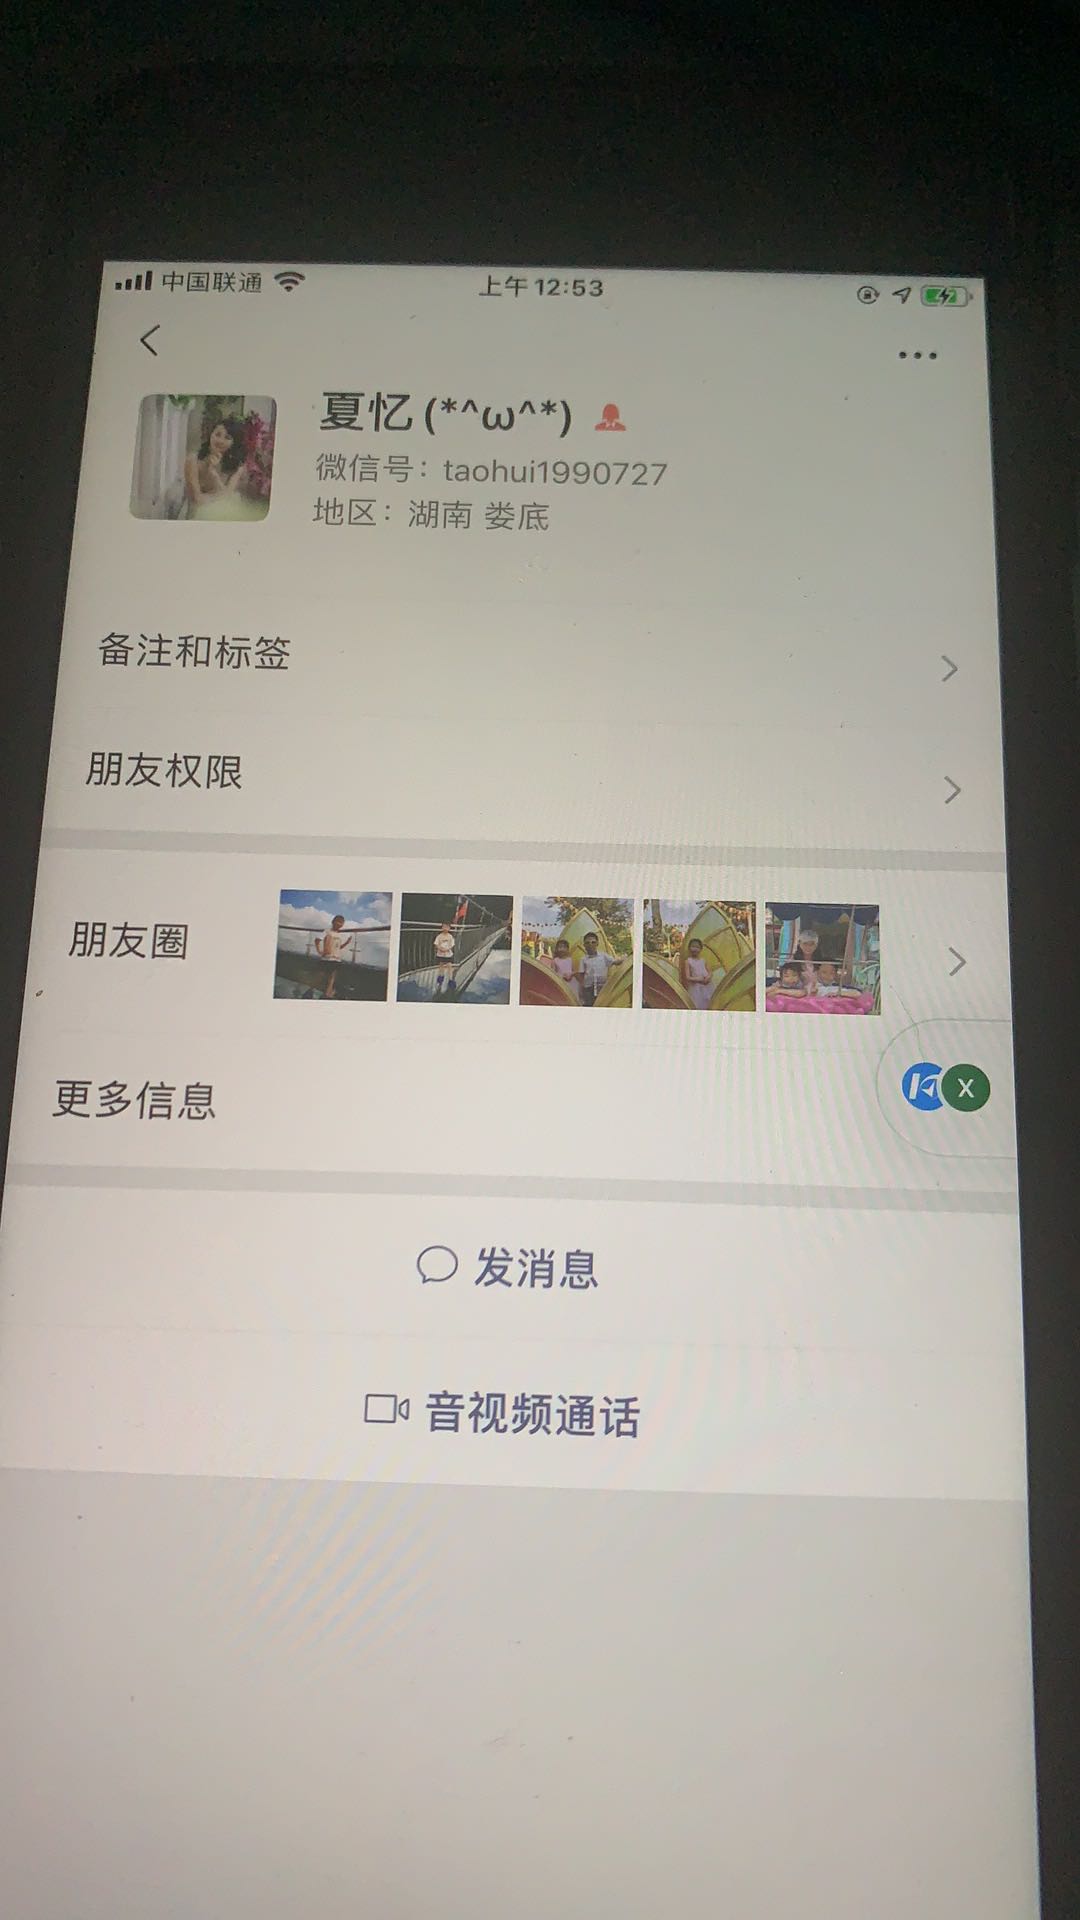 中国联通
上午12:53
夏忆(*^ω^*)
微信号：taohui1990727
地区：湖南 娄底
备注和标签
朋友权限
朋友圈
更多信息
X
发消息
音视频通话